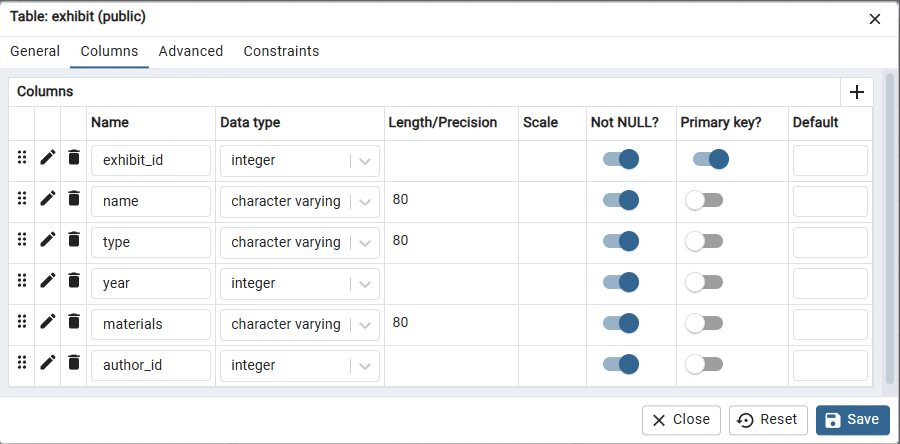 Table: exhibit (public)
General Columns Advanced Constraints
Columns
Name Data type Length/Precision Scale Not NULL? Primary key? Default
exhibit_id integer
name character varying 80
type character varying 80
year integer
materials character varying 80
author_id integer
Close Reset Save